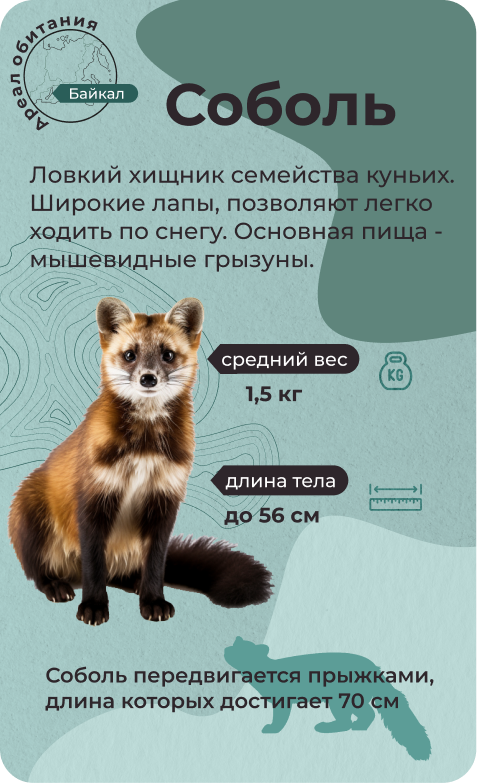 Ареал обитания
Байкал
Соболь
Ловкий хищник семейства куньих.
Широкие лапы, позволяют легко
ходить по снегу. Основная пища -
мышевидные грызуны.
средний вес
KG
1,5 кг
длина тела
до 56 см
Соболь передвигается прыжками,
длина которых достигает 70 см